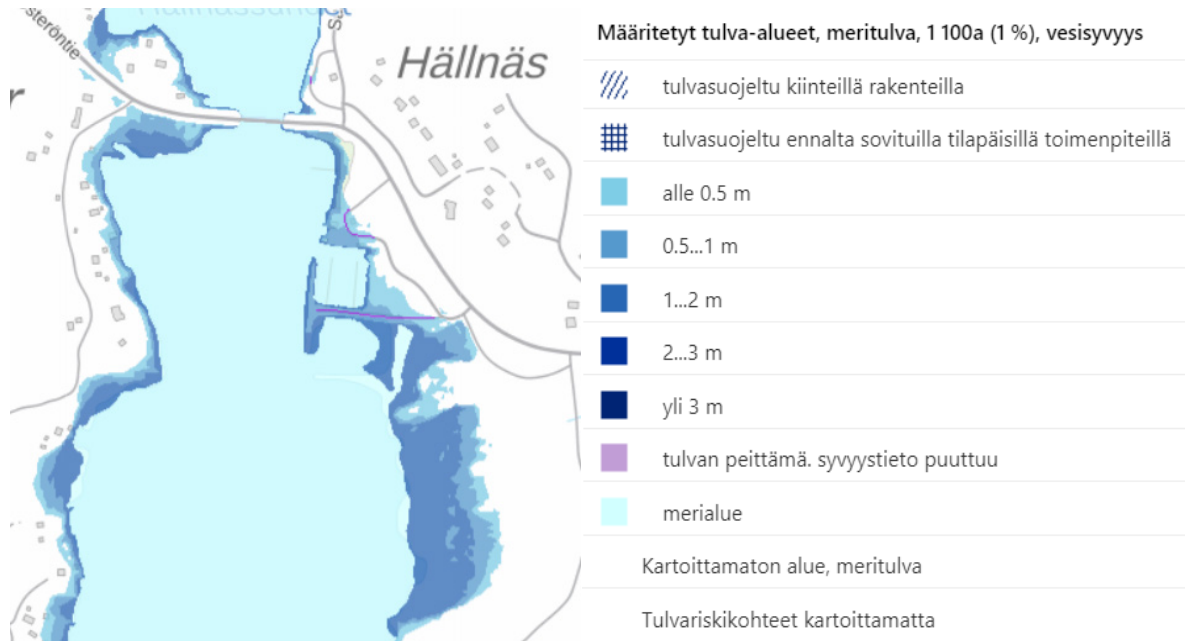 Hällnässundet
steröntie
S
Hällnäs
r
Määritetyt tulva-alueet, meritulva, 1 100a (1 %), vesisyvyys
tulvasuojeltu kiinteillä rakenteilla
tulvasuojeltu ennalta sovituilla tilapäisillä toimenpiteillä
alle 0.5 m
0.5...1 m
1...2 m
2...3 m
yli 3 m
tulvan peittämä. syvyystieto puuttuu
merialue
Kartoittamaton alue, meritulva
Tulvariskikohteet kartoittamatta